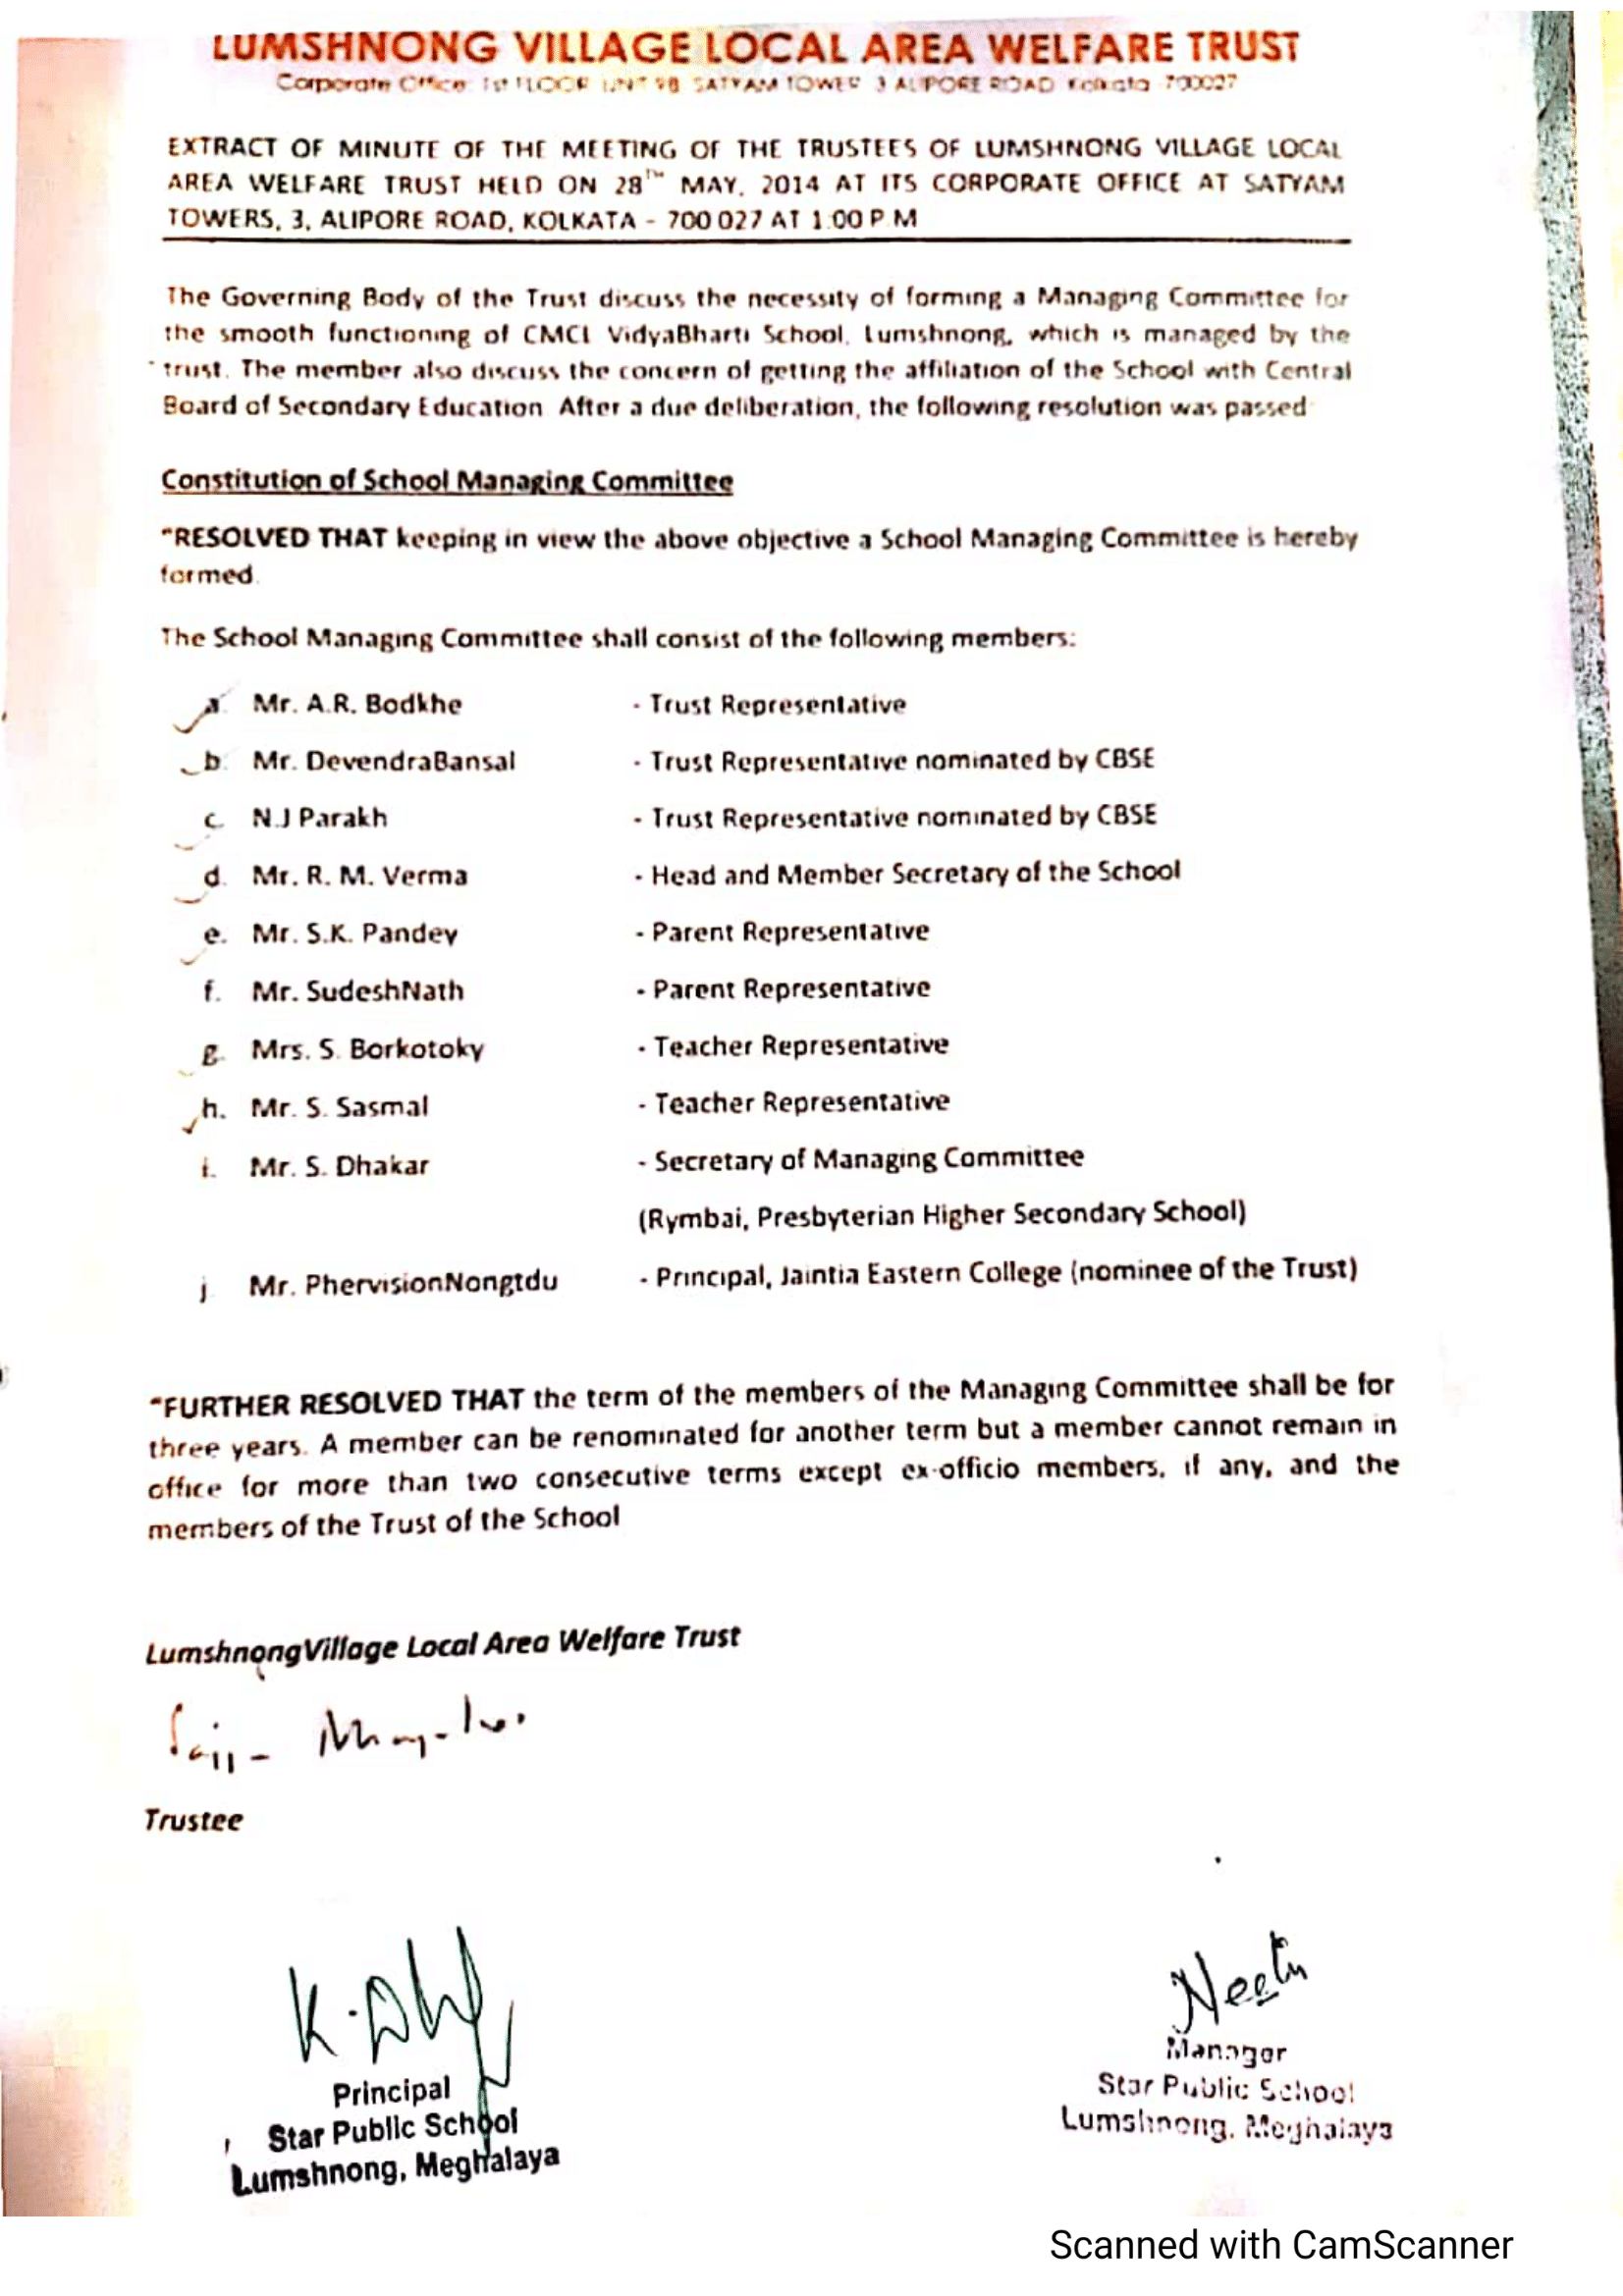 LUMSHNONG VILLAGE LOCAL AREA WELFARE TRUST
Corporate Office: 1st FLOOR UNIT 9B SATYAM TOWER 3 ALIPORE ROAD Kolkata 700027
EXTRACT OF MINUTE OF THE MEETING OF THE TRUSTEES OF LUMSHNONG VILLAGE LOCAL
AREA WELFARE TRUST HELD ON 28TH MAY, 2014 AT ITS CORPORATE OFFICE AT SATYAM
TOWERS, 3, ALIPORE ROAD, KOLKATA - 700 027 AT 1:00 P.M
The Governing Body of the Trust discuss the necessity of forming a Managing Committee for
the smooth functioning of CMCL VidyaBharti School, Lumshnong, which is managed by the
trust. The member also discuss the concern of getting the affiliation of the School with Central
Board of Secondary Education. After a due deliberation, the following resolution was passed
Constitution of School Managing Committee
"RESOLVED THAT keeping in view the above objective a School Managing Committee is hereby
formed.
The School Managing Committee shall consist of the following members:
a. Mr. A.R. Bodkhe - Trust Representative
b. Mr. DevendraBansal - Trust Representative nominated by CBSE
c. N.J Parakh - Trust Representative nominated by CBSE
d. Mr. R. M. Verma - Head and Member Secretary of the School
e. Mr. S.K. Pandey - Parent Representative
f. Mr. SudeshNath - Parent Representative
g. Mrs. S. Borkotoky - Teacher Representative
h. Mr. S. Sasmal - Teacher Representative
i. Mr. S. Dhakar - Secretary of Managing Committee
(Rymbai, Presbyterian Higher Secondary School)
j. Mr. PhervisionNongtdu - Principal, Jaintia Eastern College (nominee of the Trust)
"FURTHER RESOLVED THAT the term of the members of the Managing Committee shall be for
three years. A member can be renominated for another term but a member cannot remain in
office for more than two consecutive terms except ex-officio members, if any, and the
members of the Trust of the School
LumshnongVillage Local Area Welfare Trust
Trustee
Neetu
Principal
Star Public School
Lumshnong, Meghalaya
Manager
Star Public School
Lumshnong, Meghalaya
Scanned with CamScanner